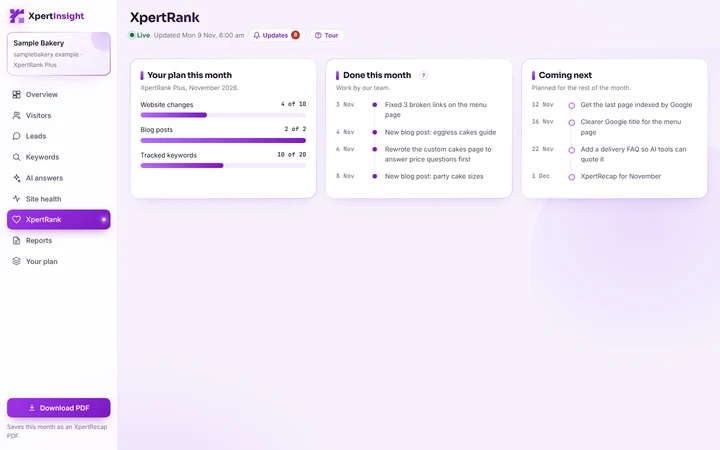 XpertInsight
Sample Bakery
samplebakery.example ·
XpertRank Plus
Overview
Visitors
Leads
Keywords
AI answers
Site health
XpertRank
Reports
Your plan
Download PDF
Saves this month as an XpertRecap
PDF.
XpertRank
Live Updated Mon 9 Nov, 6:00 am Updates 8 Tour
Your plan this month
XpertRank Plus, November 2026.
Website changes 4 of 10
Blog posts 2 of 2
Tracked keywords 10 of 20
Done this month ?
Work by our team.
3 Nov Fixed 3 broken links on the menu
page
4 Nov New blog post: eggless cakes guide
6 Nov Rewrote the custom cakes page to
answer price questions first
8 Nov New blog post: party cake sizes
Coming next
Planned for the rest of the month.
12 Nov Get the last page indexed by Google
16 Nov Clearer Google title for the menu
page
22 Nov Add a delivery FAQ so AI tools can
quote it
1 Dec XpertRecap for November